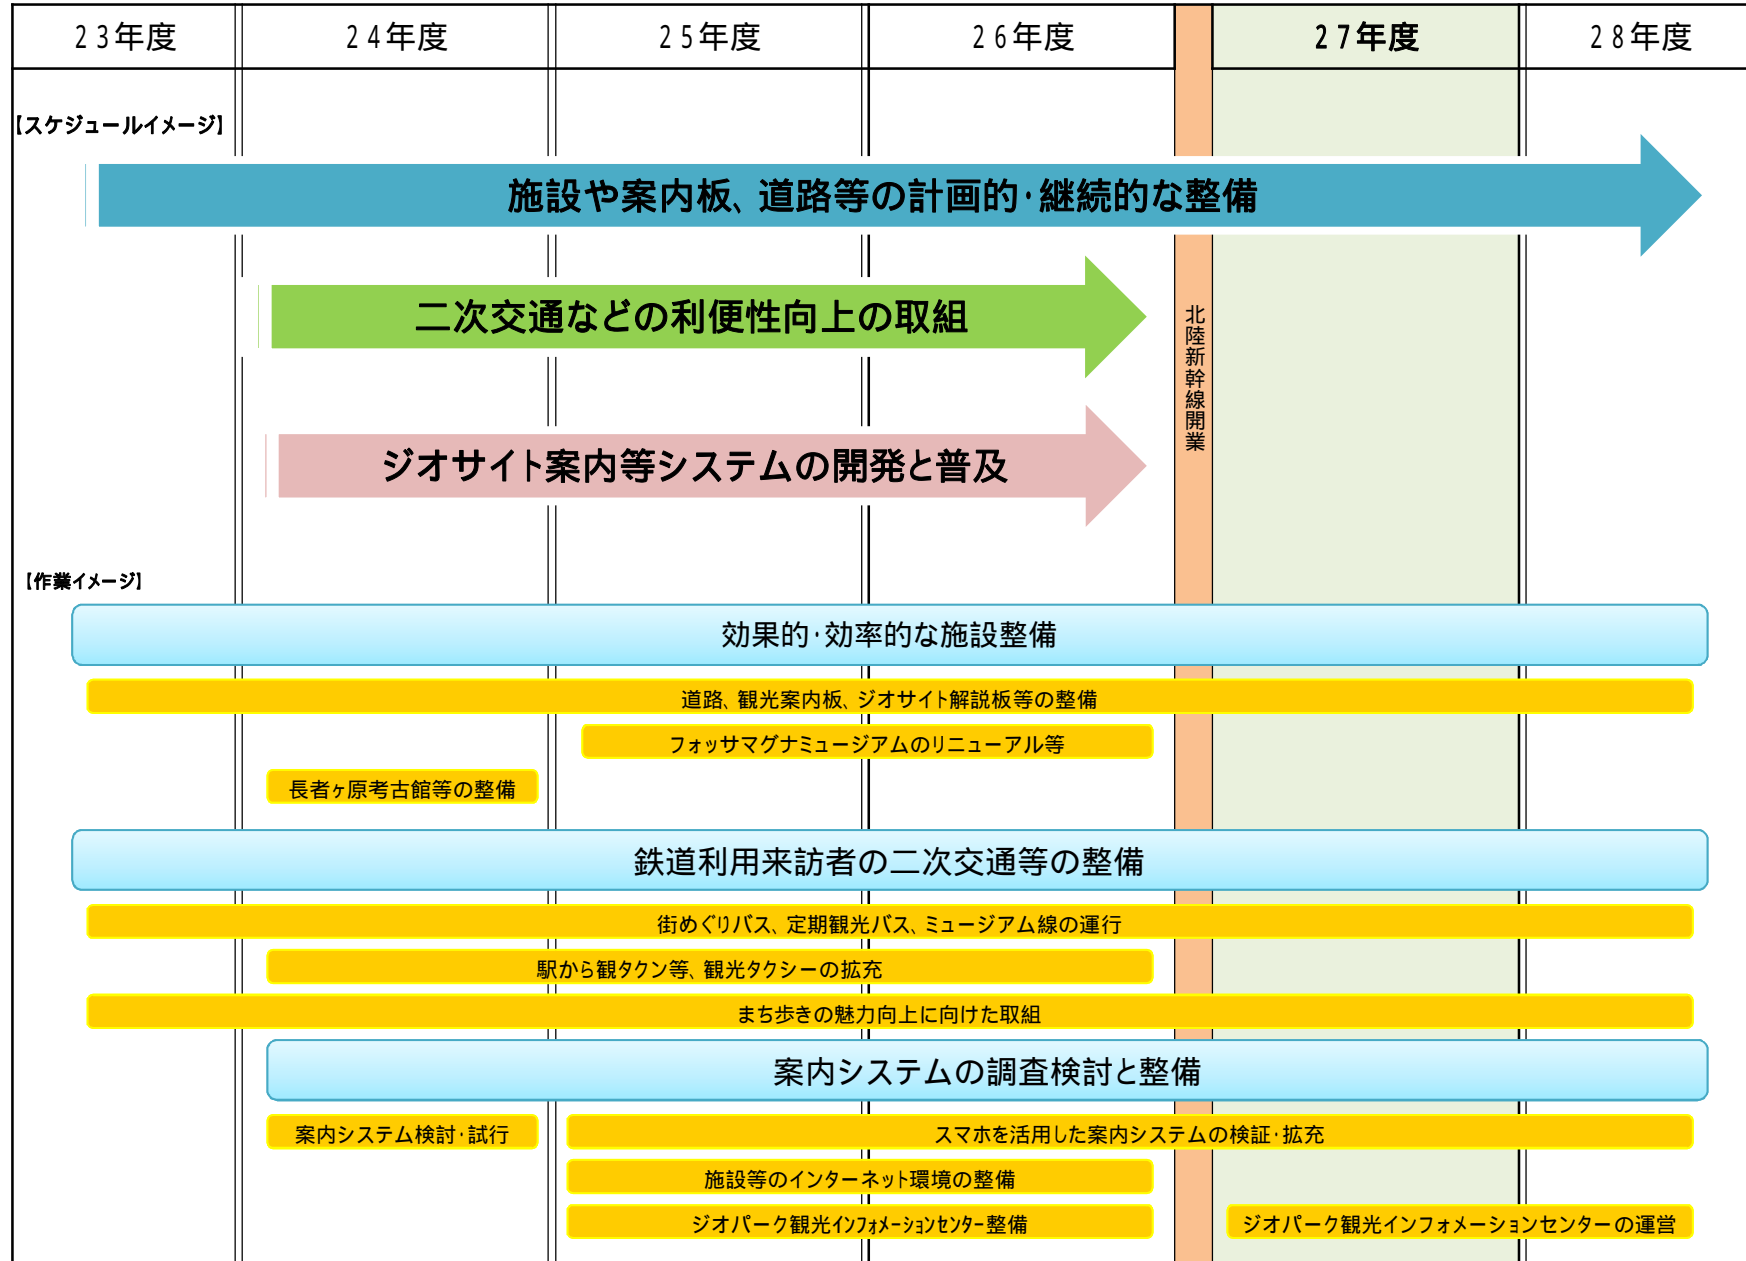 23年度
24年度
25年度
26年度
27年度
28年度
【スケジュールイメージ】
施設や案内板、道路等の計画的・継続的な整備
二次交通などの利便性向上の取組
北陸新幹線開業
ジオサイト案内等システムの開発と普及
【作業イメージ】
効果的・効率的な施設整備
道路、観光案内板、ジオサイト解説板等の整備
フォッサマグナミュージアムのリニューアル等
長者ヶ原考古館等の整備
鉄道利用来訪者の二次交通等の整備
街めぐりバス、定期観光バス、ミュージアム線の運行
駅から観タクン等、観光タクシーの拡充
まち歩きの魅力向上に向けた取組
案内システムの調査検討と整備
案内システム検討・試行
スマホを活用した案内システムの検証・拡充
施設等のインターネット環境の整備
ジオパーク観光インフォメーションセンター整備
ジオパーク観光インフォメーションセンターの運営